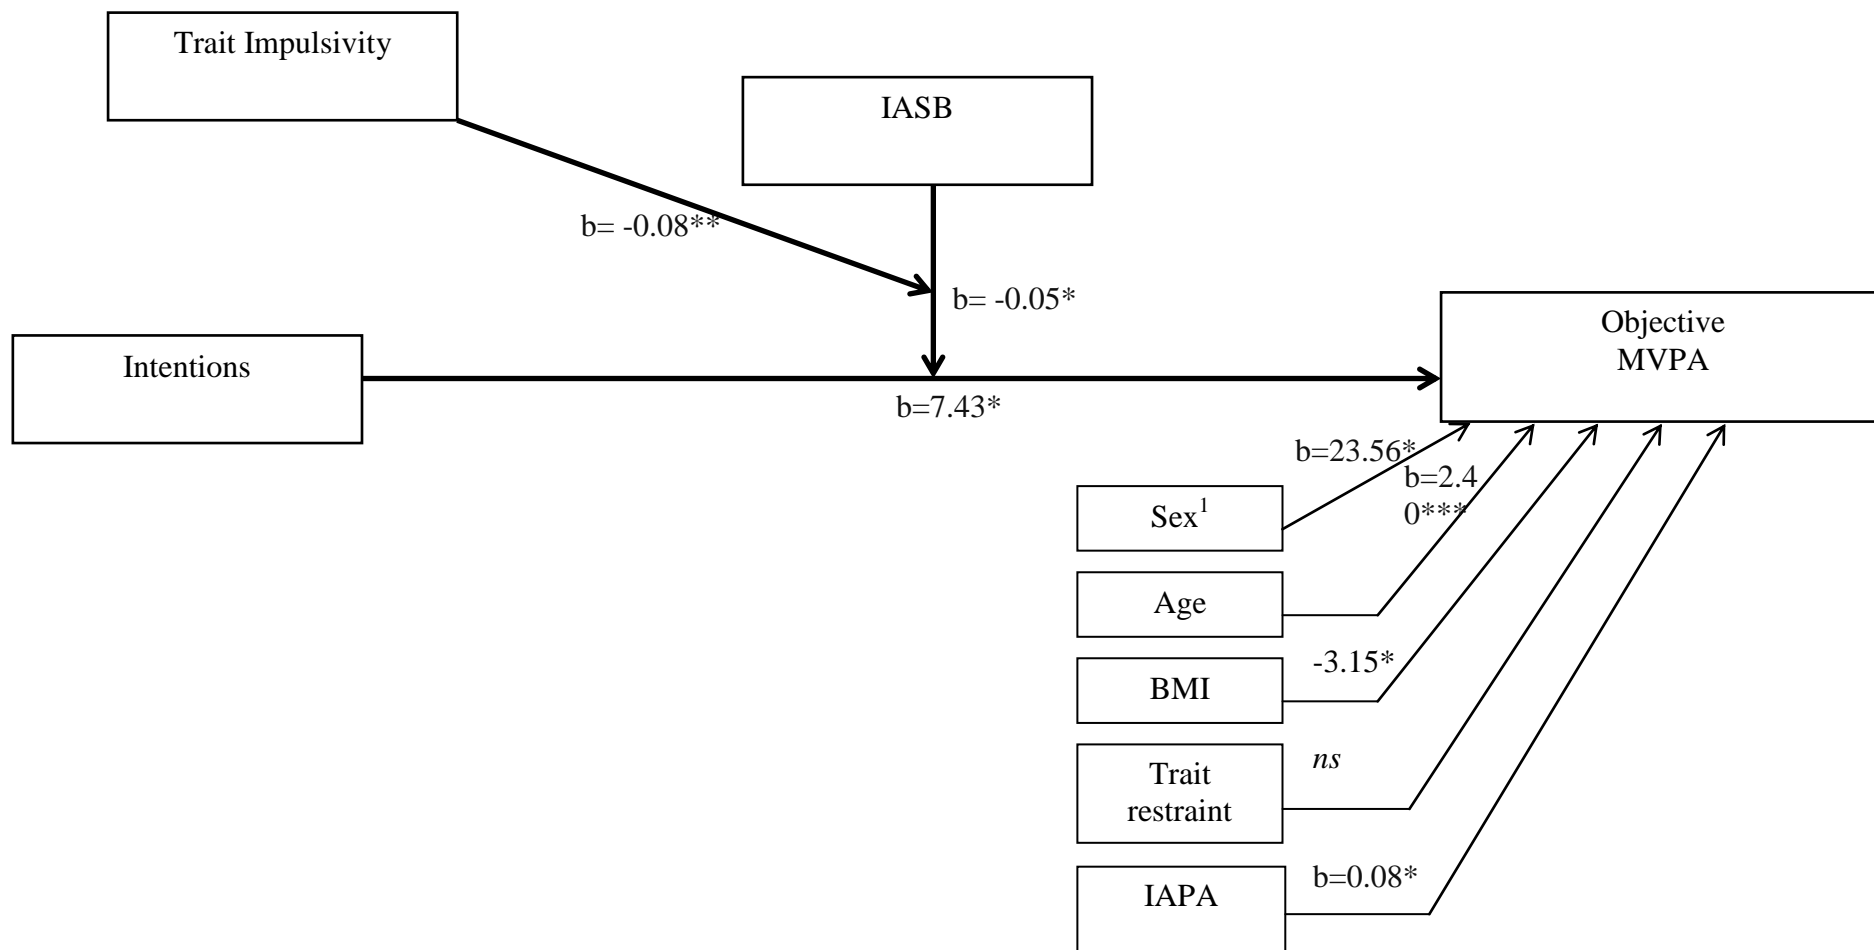 Trait Impulsivity
IASB
b= -0.08**
b= -0.05*
Intentions
b=7.43*
Objective
MVPA
b=23.56*
b=2.4
0***
Sex¹
Age
-3.15*
BMI
ns
Trait
restraint
b=0.08*
IAPA